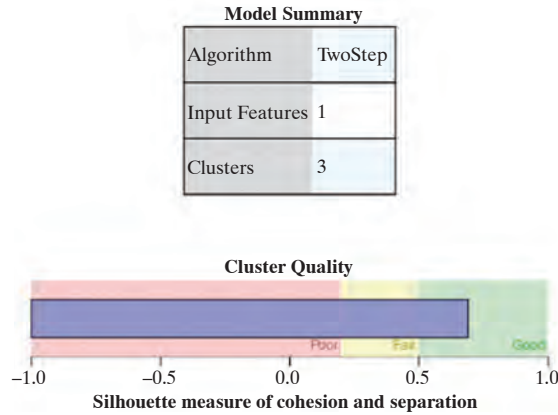 Model Summary
Algorithm TwoStep
Input Features 1
Clusters 3
Cluster Quality
Poor Fair Good
−1.0 −0.5 0.0 0.5 1.0
Silhouette measure of cohesion and separation